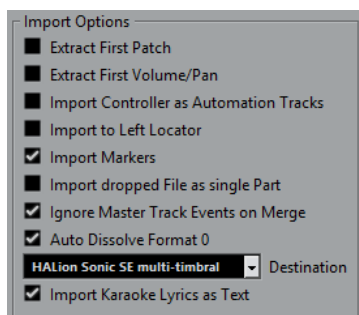 Import Options
Extract First Patch
Extract First Volume/Pan
Import Controller as Automation Tracks
Import to Left Locator
Import Markers
Import dropped File as single Part
Ignore Master Track Events on Merge
Auto Dissolve Format 0
HALion Sonic SE multi-timbral Destination
Import Karaoke Lyrics as Text